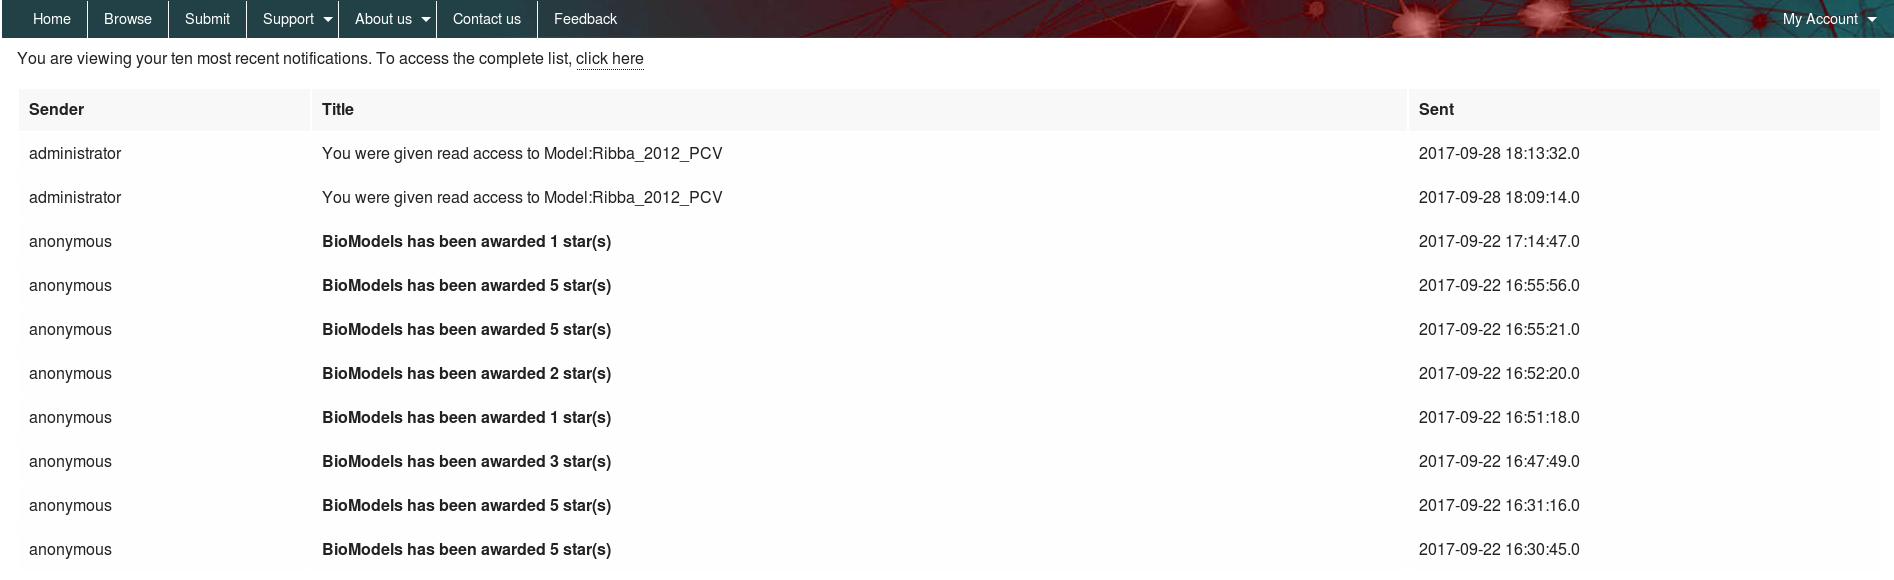 Home Browse Submit Support About us Contact us Feedback My Account
You are viewing your ten most recent notifications. To access the complete list, click here
Sender Title Sent
administrator You were given read access to Model:Ribba_2012_PCV 2017-09-28 18:13:32.0
administrator You were given read access to Model:Ribba_2012_PCV 2017-09-28 18:09:14.0
anonymous BioModels has been awarded 1 star(s) 2017-09-22 17:14:47.0
anonymous BioModels has been awarded 5 star(s) 2017-09-22 16:55:56.0
anonymous BioModels has been awarded 5 star(s) 2017-09-22 16:55:21.0
anonymous BioModels has been awarded 2 star(s) 2017-09-22 16:52:20.0
anonymous BioModels has been awarded 1 star(s) 2017-09-22 16:51:18.0
anonymous BioModels has been awarded 3 star(s) 2017-09-22 16:47:49.0
anonymous BioModels has been awarded 5 star(s) 2017-09-22 16:31:16.0
anonymous BioModels has been awarded 5 star(s) 2017-09-22 16:30:45.0